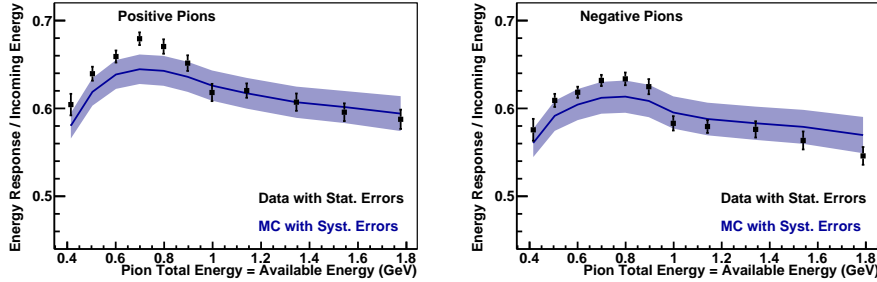 Positive Pions
Energy Response / Incoming Energy
0.7
0.6
0.5
Data with Stat. Errors
MC with Syst. Errors
0.4 0.6 0.8 1.0 1.2 1.4 1.6 1.8
Pion Total Energy = Available Energy (GeV)
Negative Pions
Energy Response / Incoming Energy
0.7
0.6
0.5
Data with Stat. Errors
MC with Syst. Errors
0.4 0.6 0.8 1.0 1.2 1.4 1.6 1.8
Pion Total Energy = Available Energy (GeV)